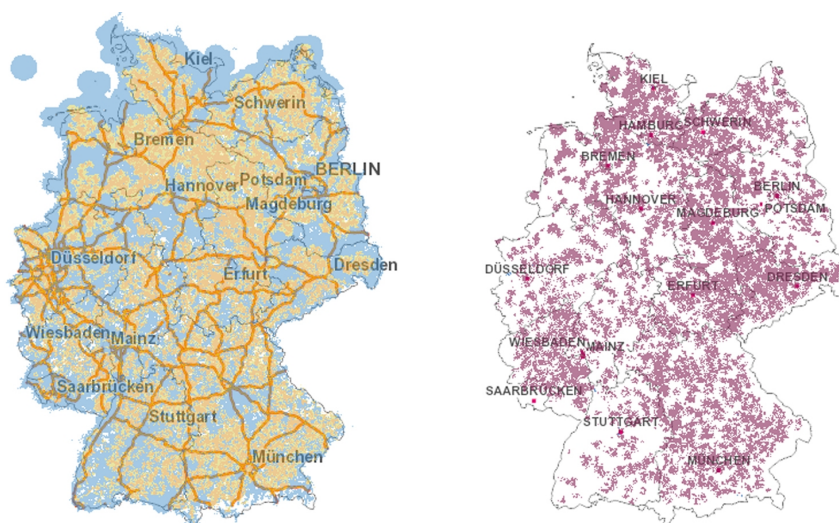 Kiel
Schwerin
Bremen
BERLIN
Hannover
Potsdam
Magdeburg
Düsseldorf
Erfurt
Dresden
Wiesbaden
Mainz
Saarbrücken
Stuttgart
München
KIEL
HAMBURG
SCHWERIN
BREMEN
BERLIN
HANNOVER
POTSDAM
MAGDEBURG
DÜSSELDORF
DRESDEN
ERFURT
WIESBADEN
MAINZ
SAARBRÜCKEN
STUTTGART
MÜNCHEN